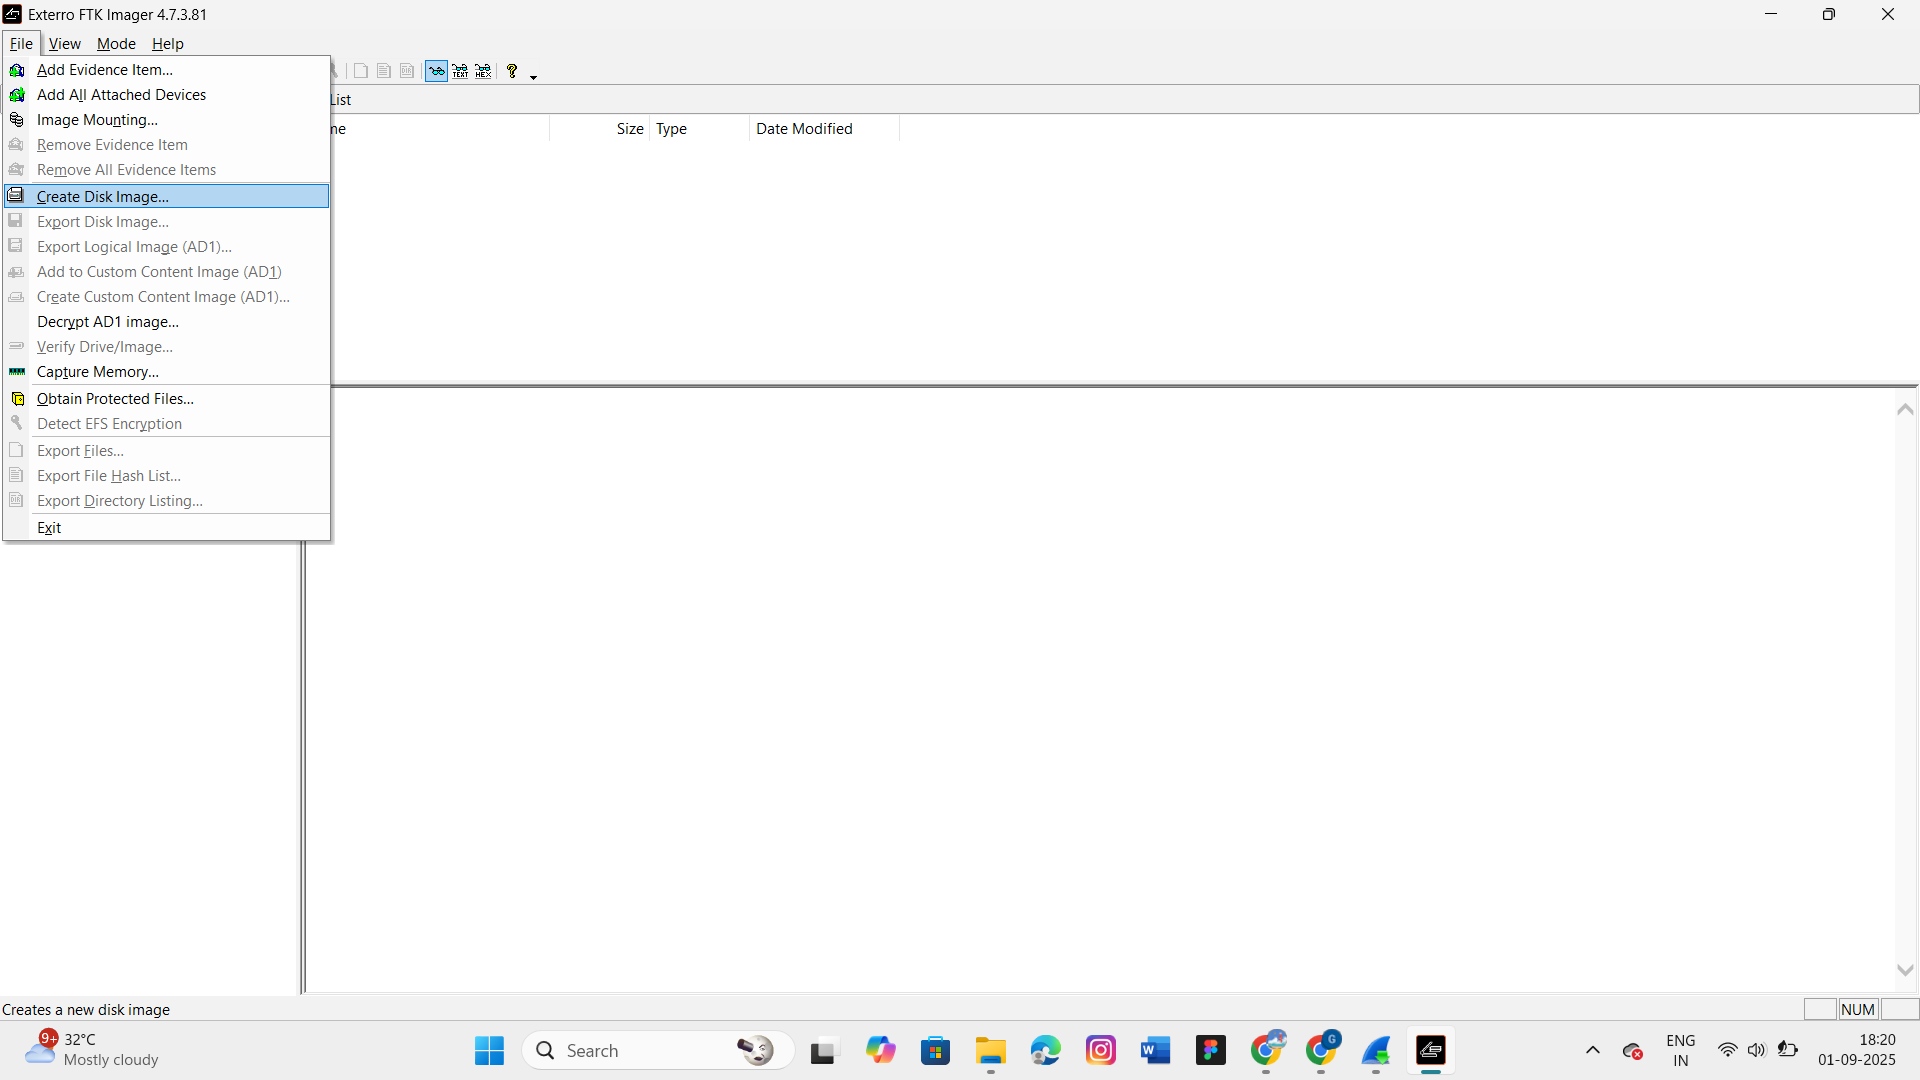 Exterro FTK Imager 4.7.3.81
File View Mode Help
Add Evidence Item...
Add All Attached Devices
Image Mounting...
Remove Evidence Item
Remove All Evidence Items
Create Disk Image...
Export Disk Image...
Export Logical Image (AD1)...
Add to Custom Content Image (AD1)
Create Custom Content Image (AD1)...
Decrypt AD1 image...
Verify Drive/Image...
Capture Memory...
Obtain Protected Files...
Detect EFS Encryption
Export Files...
Export File Hash List...
Export Directory Listing...
Exit
TEXT HEX ?
List
me Size Type Date Modified
Creates a new disk image
NUM
9+ 32°C
Mostly cloudy
Search
G
ENG
IN
18:20
01-09-2025